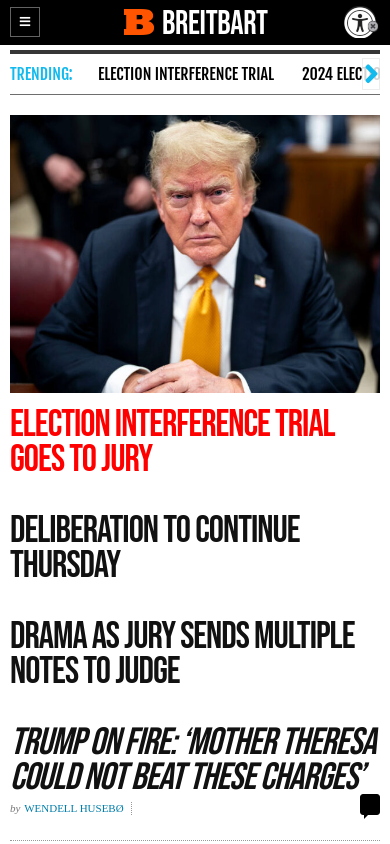 BREITBART
TRENDING: ELECTION INTERFERENCE TRIAL 2024 ELEC
ELECTION INTERFERENCE TRIAL
GOES TO JURY
DELIBERATION TO CONTINUE
THURSDAY
DRAMA AS JURY SENDS MULTIPLE
NOTES TO JUDGE
TRUMP ON FIRE: ‘MOTHER THERESA
COULD NOT BEAT THESE CHARGES’
by WENDELL HUSEBØ